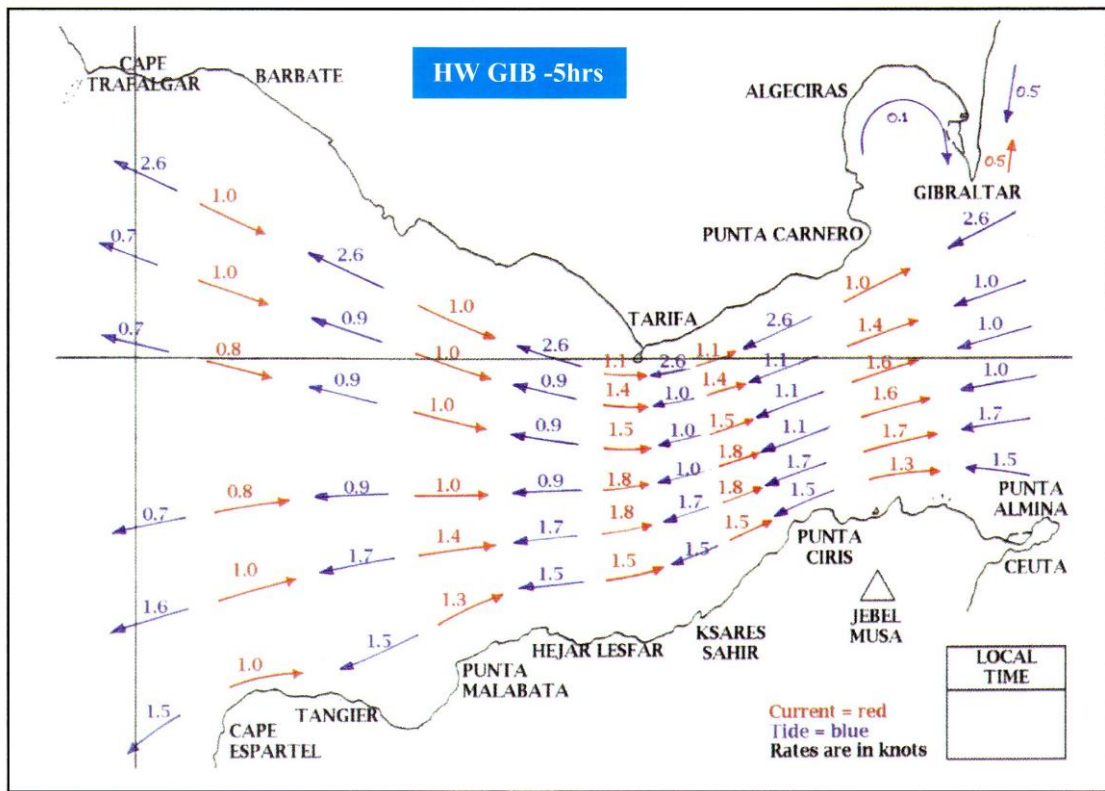 HW GIB -5hrs
CAPE
TRAFALGAR
BARBATE
ALGECIRAS
0.1
0.5
0.5
GIBRALTAR
2.6
1.0
2.6
PUNTA CARNERO
0.7
2.6
1.0
1.0
1.0
TARIFA
1.0
2.6
1.4
1.0
0.7
0.9
1.0
2.6
1.1
2.6
1.1
1.1
1.6
1.0
0.8
0.9
1.0
0.9
1.4
1.0
1.4
1.1
1.6
1.7
0.9
1.5
1.0
1.5
1.1
1.7
1.5
0.8
0.9
1.0
0.9
1.8
1.0
1.8
1.7
1.3
PUNTA
ALMINA
0.7
1.7
1.4
1.7
1.8
1.7
1.8
1.5
1.5
PUNTA
CIRIS
CEUTA
1.6
1.0
1.5
1.3
1.5
1.5
KSARES
SAHIR
JEBEL
MUSA
HEJAR LESFAR
PUNTA
MALABATA
1.0
1.5
TANGIER
CAPE
ESPARTEL
LOCAL
TIME
Current = red
Tide = blue
Rates are in knots